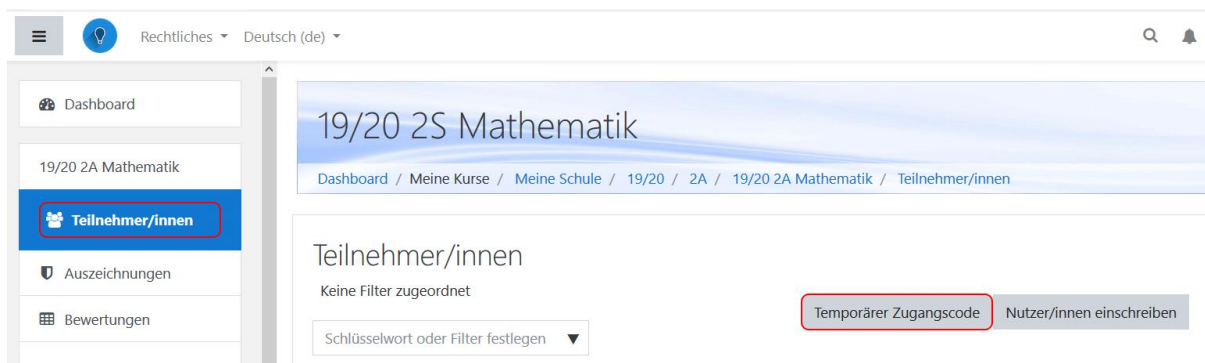 Rechtliches Deutsch (de)
Dashboard
19/20 2A Mathematik
Teilnehmer/innen
Auszeichnungen
Bewertungen
19/20 2S Mathematik
Dashboard / Meine Kurse / Meine Schule / 19/20 / 2A / 19/20 2A Mathematik / Teilnehmer/innen
Teilnehmer/innen
Keine Filter zugeordnet
Temporärer Zugangscode Nutzer/innen einschreiben
Schlüsselwort oder Filter festlegen